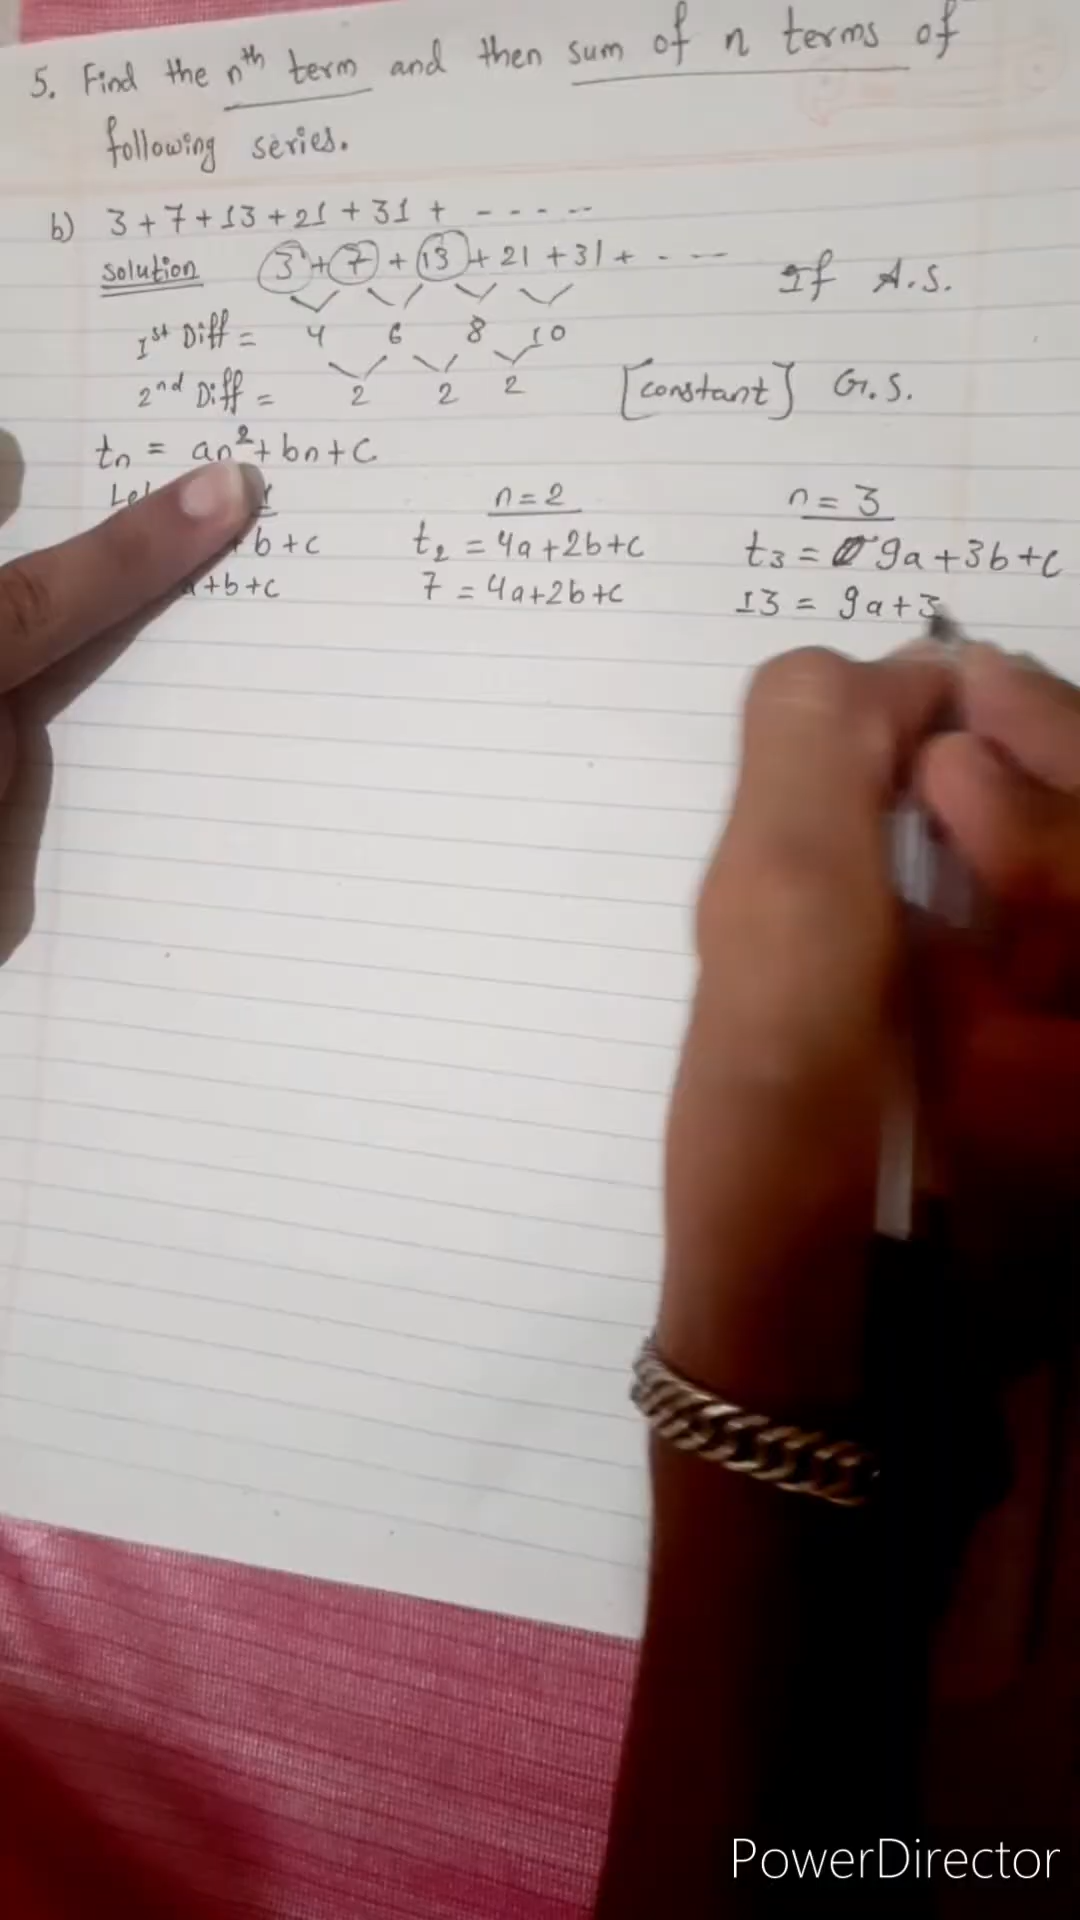 5. Find the nth term and then sum of n terms of
following series.
b) 3 + 7 + 13 + 21 + 31 + - - - - -
Solution 3 + 7 + 13 + 21 + 31 + - - - If A.S.
1st Diff = 4 6 8 10
2nd Diff = 2 2 2 [constant] G.S.
tn = an² + bn + c
Let n = 2 n = 3
+ b + c t2 = 4a + 2b + c t3 = 9a + 3b + c
a + b + c 7 = 4a + 2b + c 13 = 9a + 3
PowerDirector